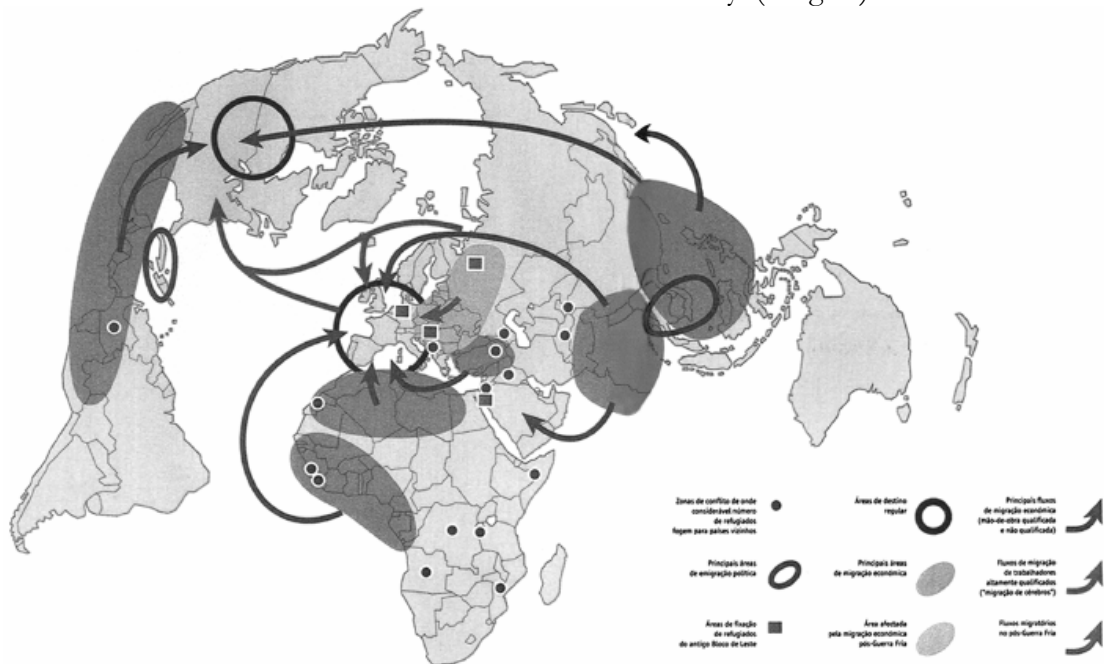 Zonas de conflito de onde
considerável número
de refugiados
fogem para países vizinhos
Áreas de destino
regular
Principais fluxos
de migração económica
(mão-de-obra qualificada
e não qualificada)
Principais áreas
de emigração política
Principais áreas
de migração económica
Fluxos de migração
de trabalhadores
altamente qualificados
("migração de cérebros")
Áreas de fixação
de refugiados
do antigo Bloco de Leste
Área afectada
pela migração económica
pós-Guerra Fria
Fluxos migratórios
no pós-Guerra Fria